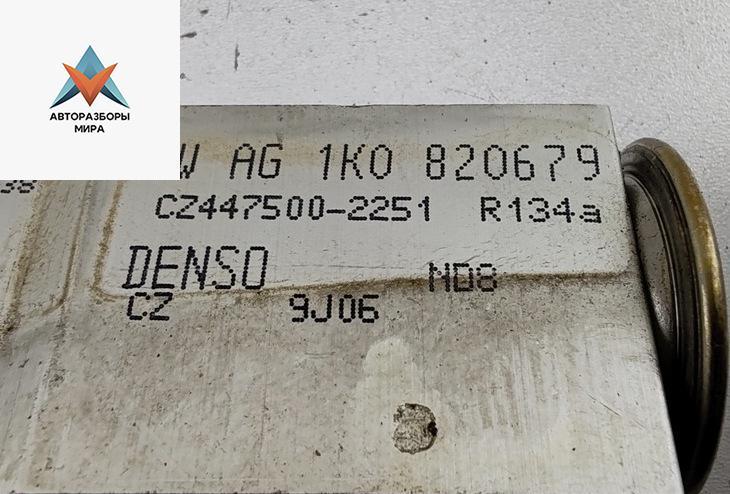 АВТОРАЗБОРЫ
МИРА
W AG 1K0 820679
CZ447500-2251 R134a
DENSO ND8
CZ 9J06